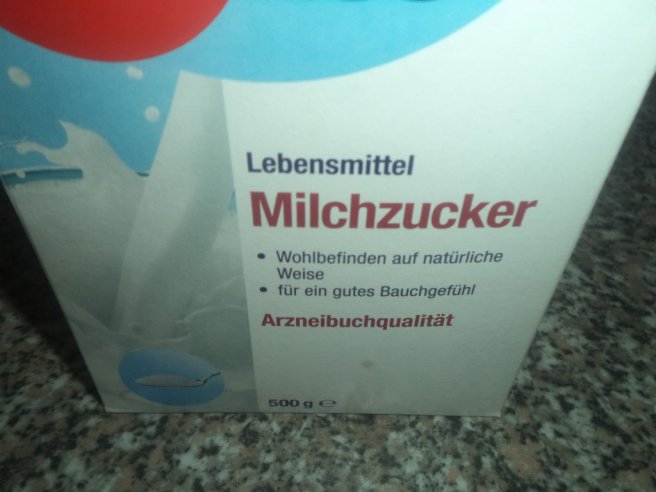 Lebensmittel
Milchzucker
• Wohlbefinden auf natürliche
Weise
• für ein gutes Bauchgefühl
Arzneibuchqualität
500 g ℮